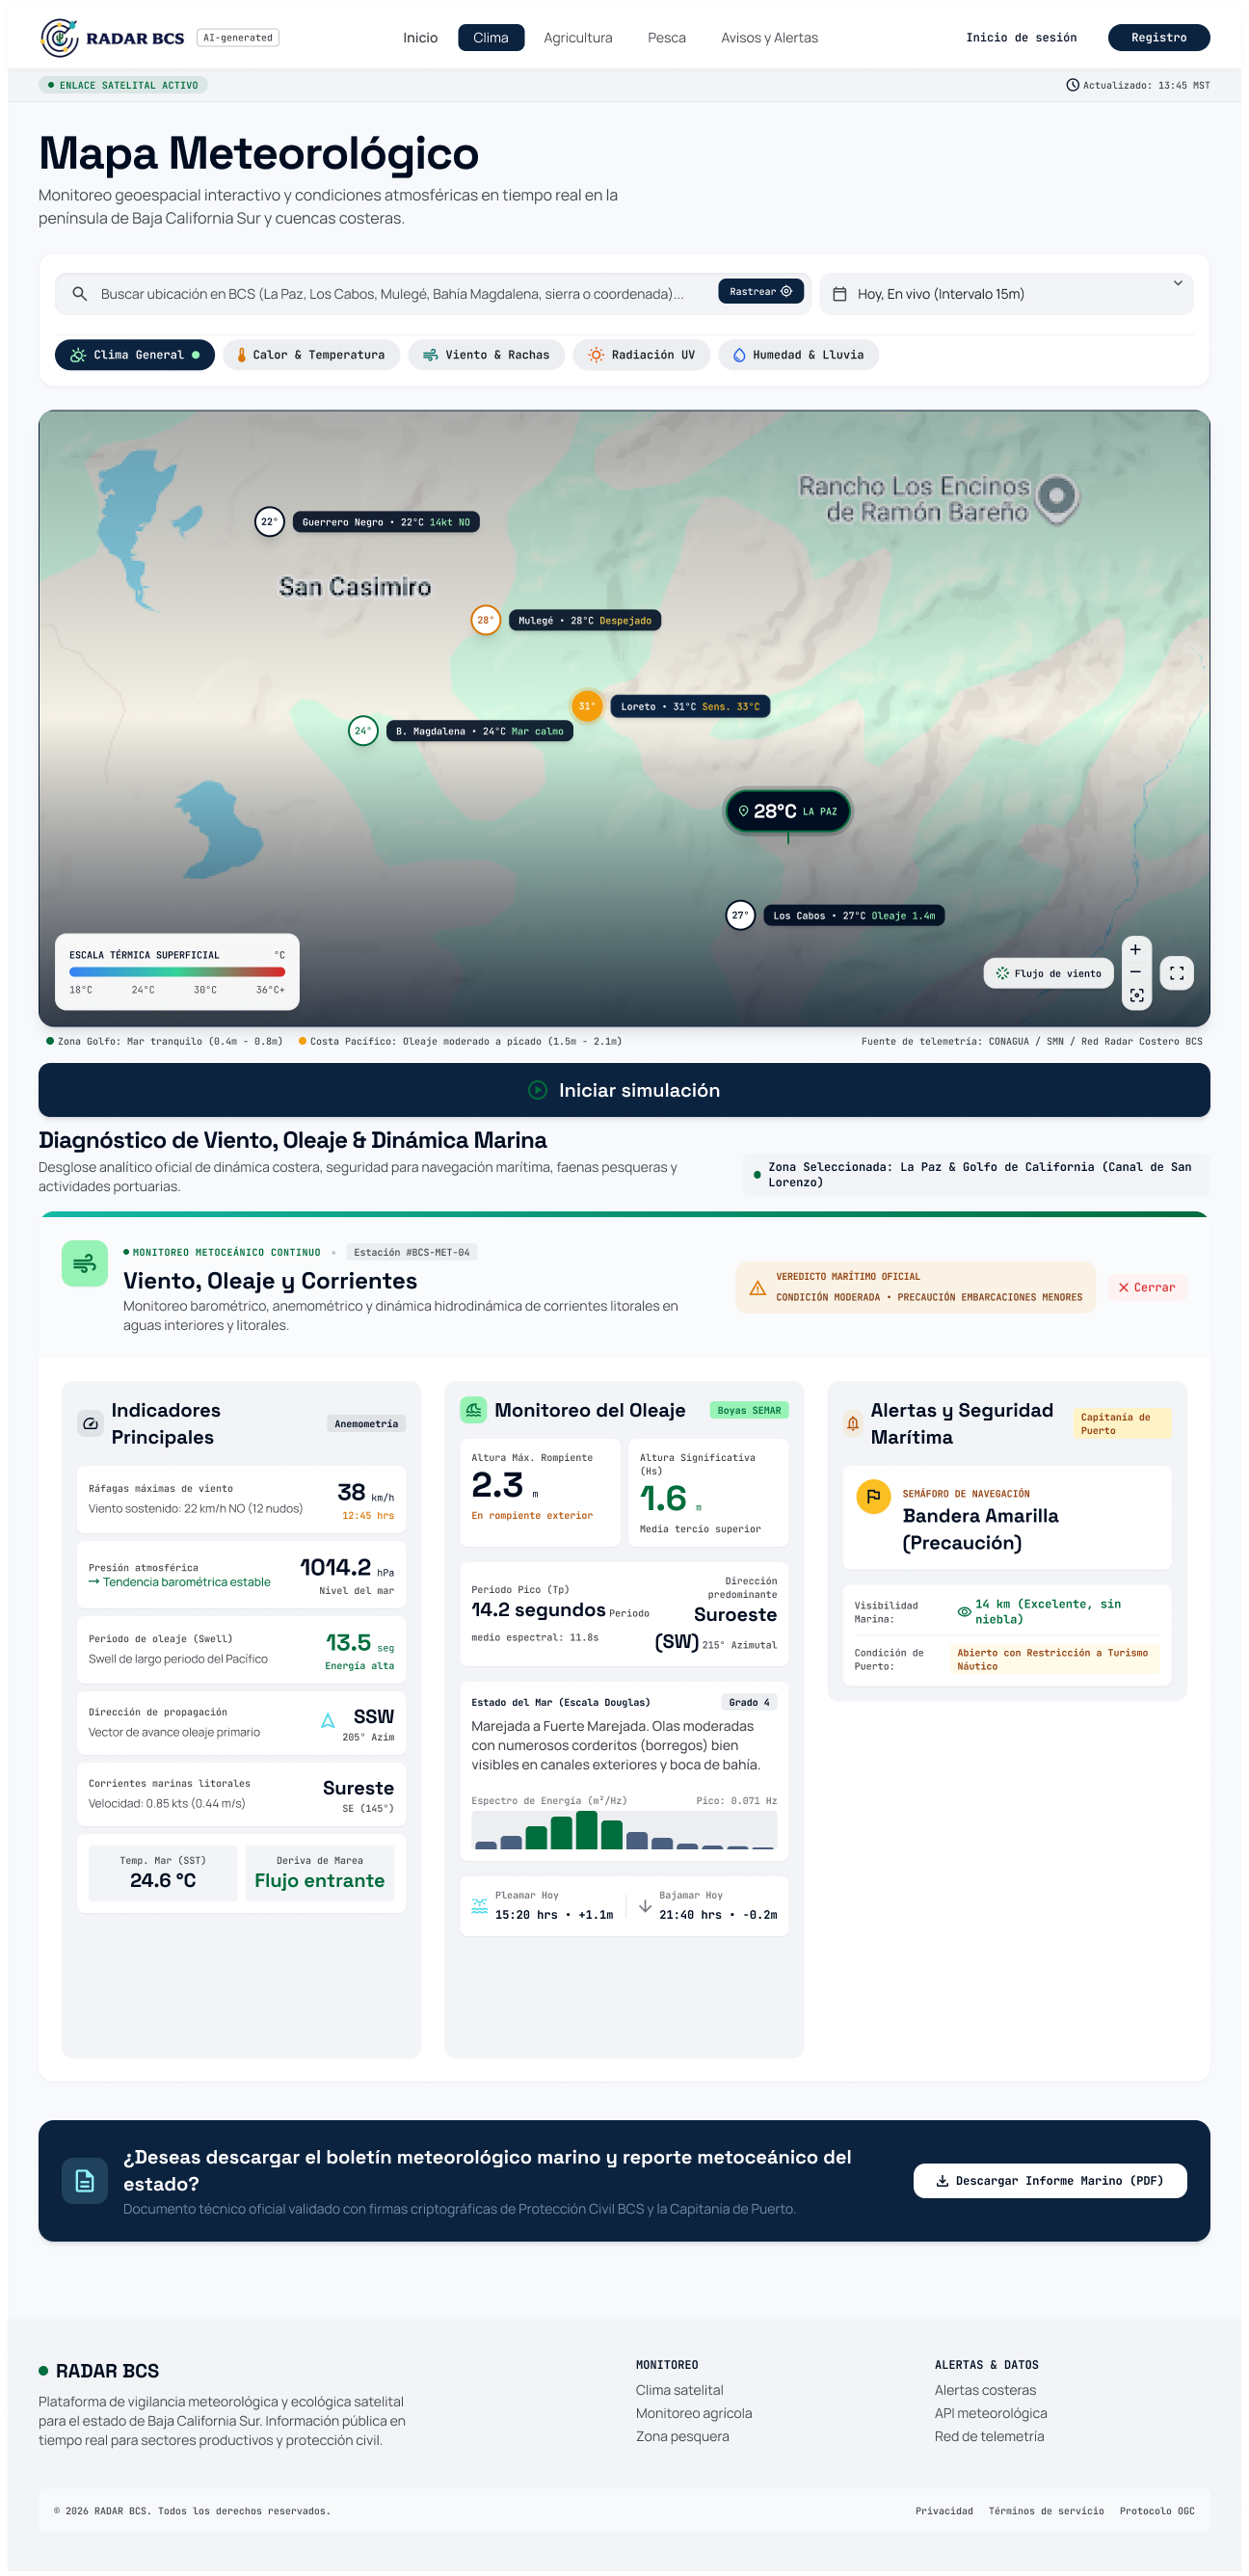 RADAR BCS
AI-generated
Inicio
Clima
Agricultura
Pesca
Avisos y Alertas
Inicio de sesión
Registro
ENLACE SATELITAL ACTIVO
Actualizado: 13:45 MST
Mapa Meteorológico
Monitoreo geoespacial interactivo y condiciones atmosféricas en tiempo real en la
península de Baja California Sur y cuencas costeras.
Buscar ubicación en BCS (La Paz, Los Cabos, Mulegé, Bahía Magdalena, sierra o coordenada)...
Rastrear
Hoy, En vivo (Intervalo 15m)
Clima General
Calor & Temperatura
Viento & Rachas
Radiación UV
Humedad & Lluvia
Rancho Los Encinos
de Ramón Bareño
22°
Guerrero Negro • 22°C 14kt NO
San Casimiro
28°
Mulegé • 28°C Despejado
31°
Loreto • 31°C Sens. 33°C
24°
B. Magdalena • 24°C Mar calmo
28°C LA PAZ
27°
Los Cabos • 27°C Oleaje 1.4m
ESCALA TÉRMICA SUPERFICIAL °C
18°C 24°C 30°C 36°C+
Flujo de viento
Zona Golfo: Mar tranquilo (0.4m - 0.8m)
Costa Pacífico: Oleaje moderado a picado (1.5m - 2.1m)
Fuente de telemetría: CONAGUA / SMN / Red Radar Costero BCS
Iniciar simulación
Diagnóstico de Viento, Oleaje & Dinámica Marina
Desglose analítico oficial de dinámica costera, seguridad para navegación marítima, faenas pesqueras y
actividades portuarias.
Zona Seleccionada: La Paz & Golfo de California (Canal de San
Lorenzo)
MONITOREO METOCEÁNICO CONTINUO • Estación #BCS-MET-04
Viento, Oleaje y Corrientes
Monitoreo barométrico, anemométrico y dinámica hidrodinámica de corrientes litorales en
aguas interiores y litorales.
VEREDICTO MARÍTIMO OFICIAL
CONDICIÓN MODERADA • PRECAUCIÓN EMBARCACIONES MENORES
Cerrar
Indicadores
Principales
Anemometría
Ráfagas máximas de viento
Viento sostenido: 22 km/h NO (12 nudos)
38 km/h
12:45 hrs
Presión atmosférica
Tendencia barométrica estable
1014.2 hPa
Nivel del mar
Periodo de oleaje (Swell)
Swell de largo periodo del Pacífico
13.5 seg
Energía alta
Dirección de propagación
Vector de avance oleaje primario
SSW
205° Azim
Corrientes marinas litorales
Velocidad: 0.85 kts (0.44 m/s)
Sureste
SE (145°)
Temp. Mar (SST)
24.6 °C
Deriva de Marea
Flujo entrante
Monitoreo del Oleaje
Boyas SEMAR
Altura Máx. Rompiente
2.3 m
En rompiente exterior
Altura Significativa
(Hs)
1.6 m
Media tercio superior
Periodo Pico (Tp)
14.2 segundos Periodo
medio espectral: 11.8s
Dirección
predominante
Suroeste
(SW) 215° Azimutal
Estado del Mar (Escala Douglas)
Grado 4
Marejada a Fuerte Marejada. Olas moderadas
con numerosos corderitos (borregos) bien
visibles en canales exteriores y boca de bahía.
Espectro de Energía (m²/Hz)
Pico: 0.071 Hz
Pleamar Hoy
15:20 hrs • +1.1m
Bajamar Hoy
21:40 hrs • -0.2m
Alertas y Seguridad
Marítima
Capitanía de
Puerto
SEMÁFORO DE NAVEGACIÓN
Bandera Amarilla
(Precaución)
Visibilidad
Marina:
14 km (Excelente, sin
niebla)
Condición de
Puerto:
Abierto con Restricción a Turismo
Náutico
¿Deseas descargar el boletín meteorológico marino y reporte metoceánico del
estado?
Documento técnico oficial validado con firmas criptográficas de Protección Civil BCS y la Capitanía de Puerto.
Descargar Informe Marino (PDF)
RADAR BCS
Plataforma de vigilancia meteorológica y ecológica satelital
para el estado de Baja California Sur. Información pública en
tiempo real para sectores productivos y protección civil.
MONITOREO
Clima satelital
Monitoreo agrícola
Zona pesquera
ALERTAS & DATOS
Alertas costeras
API meteorológica
Red de telemetría
© 2026 RADAR BCS. Todos los derechos reservados.
Privacidad
Términos de servicio
Protocolo OGC